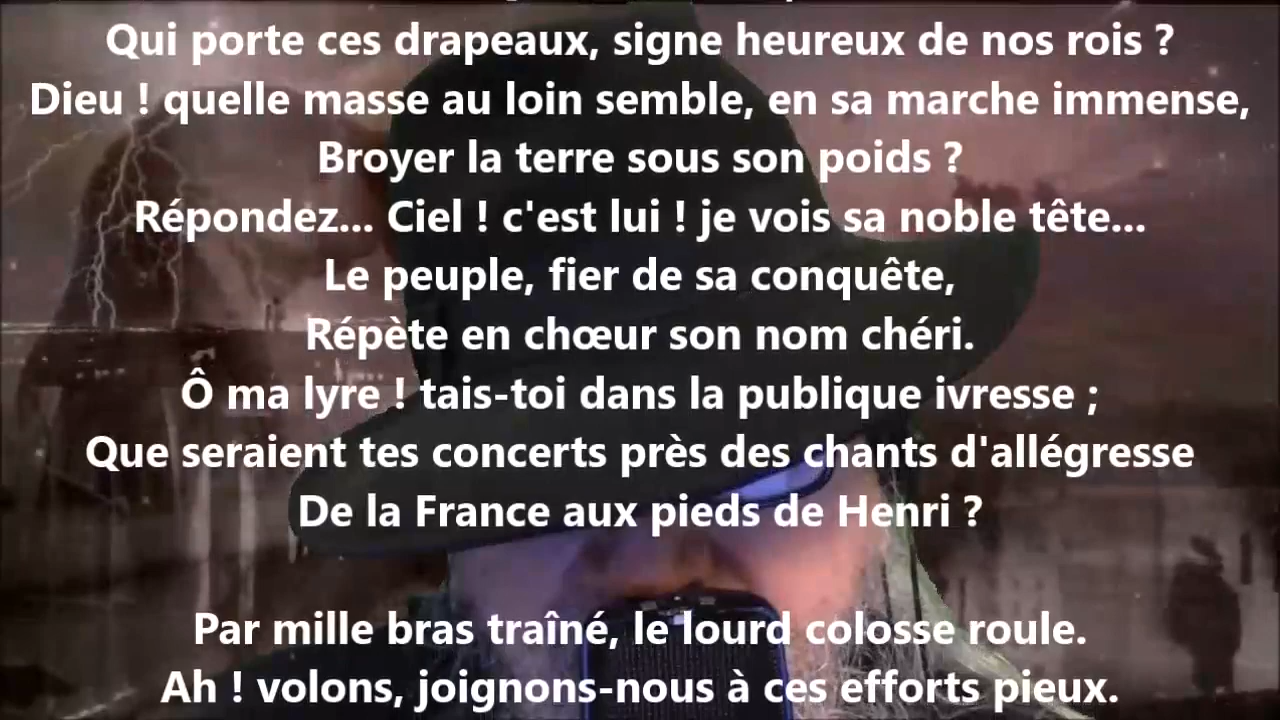 Qui porte ces drapeaux, signe heureux de nos rois ?
Dieu ! quelle masse au loin semble, en sa marche immense,
Broyer la terre sous son poids ?
Répondez... Ciel ! c'est lui ! je vois sa noble tête...
Le peuple, fier de sa conquête,
Répète en chœur son nom chéri.
Ô ma lyre ! tais-toi dans la publique ivresse ;
Que seraient tes concerts près des chants d'allégresse
De la France aux pieds de Henri ?
Par mille bras traîné, le lourd colosse roule.
Ah ! volons, joignons-nous à ces efforts pieux.